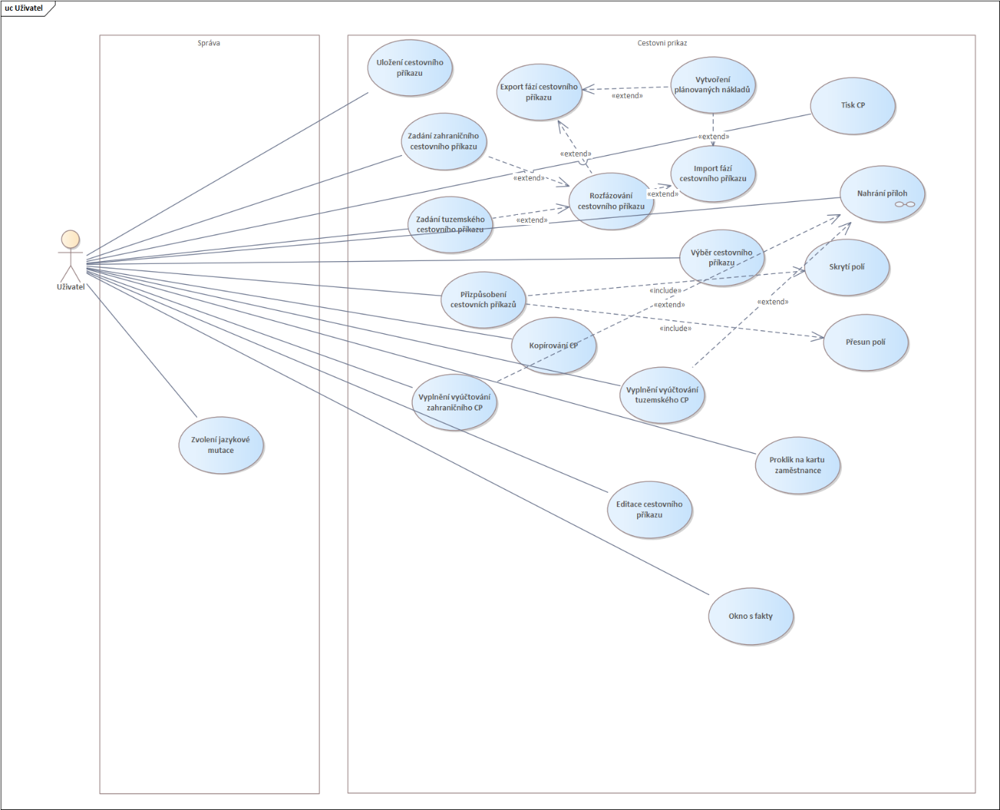 uc Uživatel
Správa
Cestovni prikaz
Uložení cestovního
příkazu
Export fází cestovního
příkazu
Vytvoření
plánovaných nákladů
«extend»
Tisk CP
Zadání zahraničního
cestovního příkazu
«extend»
«extend»
«extend»
Import fází
cestovního příkazu
Rozfázování
cestovního příkazu
«extend»
Nahrání příloh
Zadání tuzemského
cestovního příkazu
«extend»
Výběr cestovního
příkazu
Skrytí polí
Uživatel
Přizpůsobení
cestovních příkazů
«include»
«extend»
«extend»
«include»
Kopírování CP
Přesun polí
Vyplnění vyúčtování
zahraničního CP
Vyplnění vyúčtování
tuzemského CP
Zvolení jazykové
mutace
Proklik na kartu
zaměstnance
Editace cestovního
příkazu
Okno s fakty